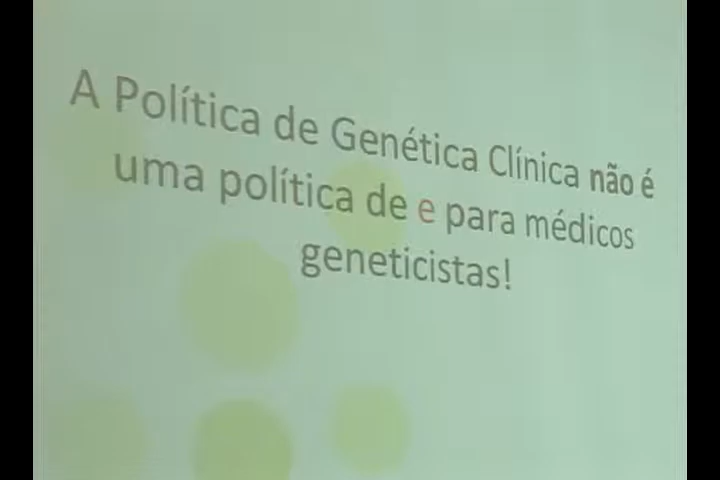 A Política de Genética Clínica não é
uma política de e para médicos
geneticistas!